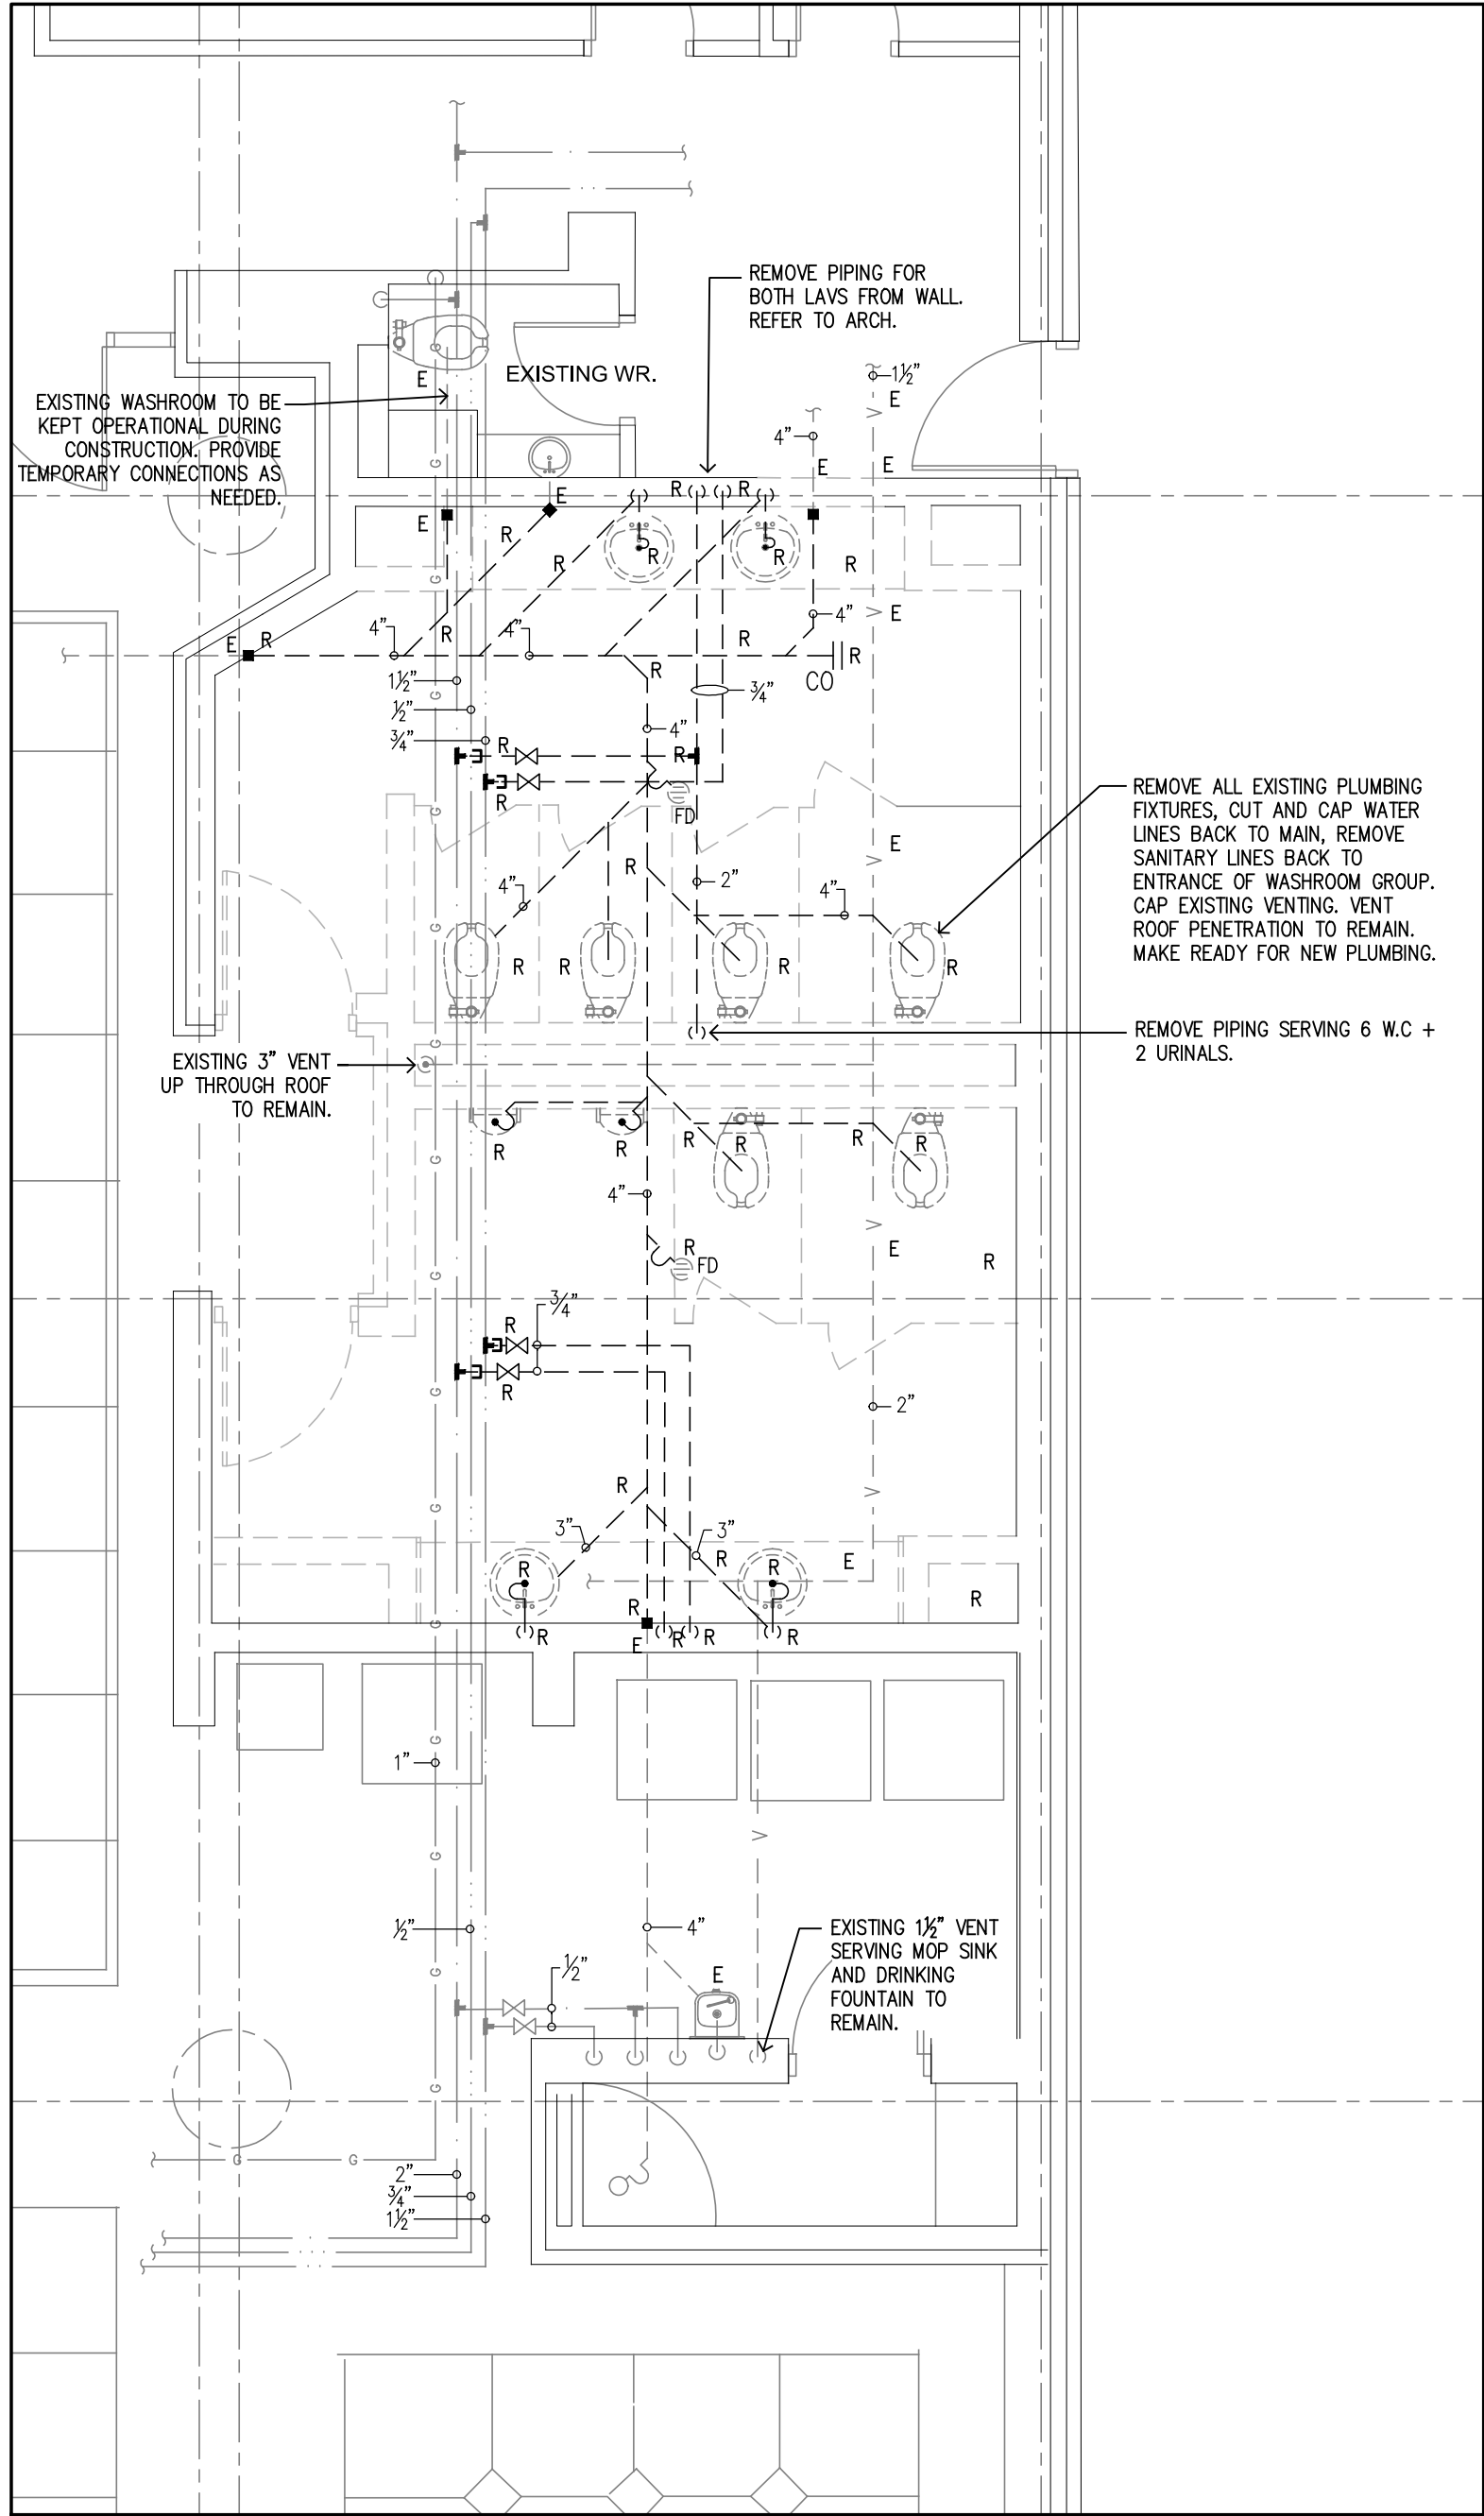 REMOVE PIPING FOR
BOTH LAVS FROM WALL.
REFER TO ARCH.
EXISTING WR.
E
1½"
E
EXISTING WASHROOM TO BE
KEPT OPERATIONAL DURING
CONSTRUCTION. PROVIDE
TEMPORARY CONNECTIONS AS
NEEDED.
G
G
4"
E
E
R
R
E
E
R
R
R
R
R
G
V
4"
E
4"
4"
E
R
R
R
R
R
CO
1½"
G
½"
¾"
¾"
4"
R
R
R
G
FD
E
V
REMOVE ALL EXISTING PLUMBING
FIXTURES, CUT AND CAP WATER
LINES BACK TO MAIN, REMOVE
SANITARY LINES BACK TO
ENTRANCE OF WASHROOM GROUP.
CAP EXISTING VENTING. VENT
ROOF PENETRATION TO REMAIN.
MAKE READY FOR NEW PLUMBING.
R
2"
4"
4"
G
R
R
R
R
REMOVE PIPING SERVING 6 W.C +
2 URINALS.
G
EXISTING 3" VENT
UP THROUGH ROOF
TO REMAIN.
R
R
R
R
R
R
G
4"
V
R
E
R
FD
G
¾"
R
R
G
2"
R
V
G
3"
3"
R
E
R
R
R
R
G
R
R
R
R
E
G
1"
V
G
½"
4"
EXISTING 1½" VENT
SERVING MOP SINK
AND DRINKING
FOUNTAIN TO
REMAIN.
½"
E
G
G
G
G
2"
¾"
1½"